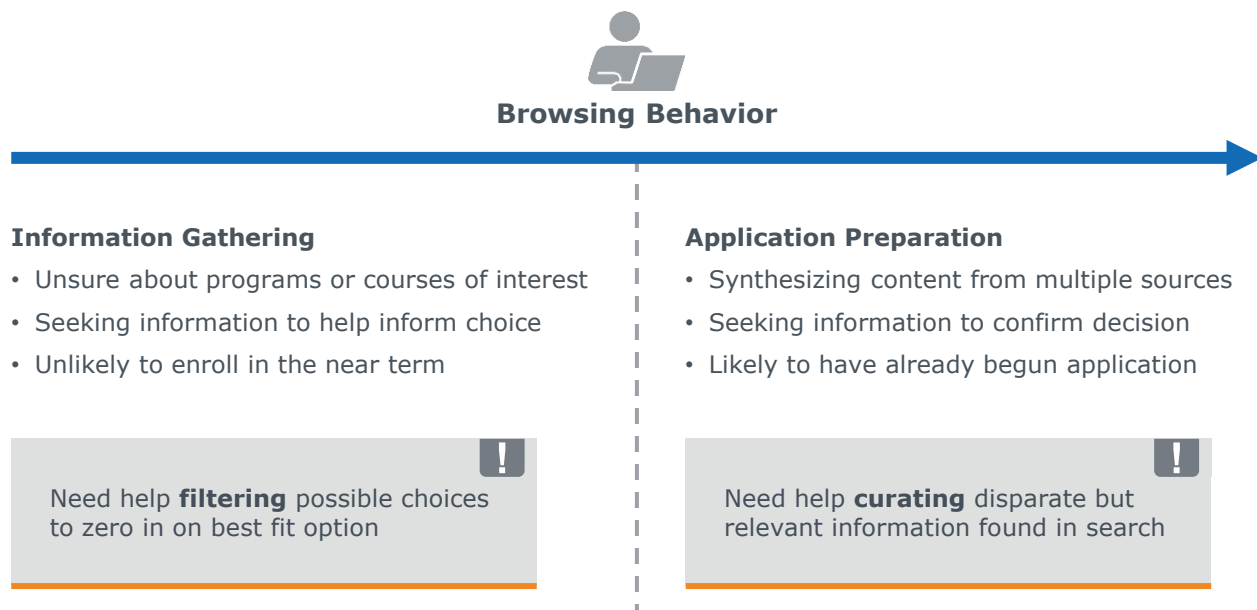 Browsing Behavior
Information Gathering
• Unsure about programs or courses of interest
• Seeking information to help inform choice
• Unlikely to enroll in the near term
!
Need help filtering possible choices
to zero in on best fit option
Application Preparation
• Synthesizing content from multiple sources
• Seeking information to confirm decision
• Likely to have already begun application
!
Need help curating disparate but
relevant information found in search